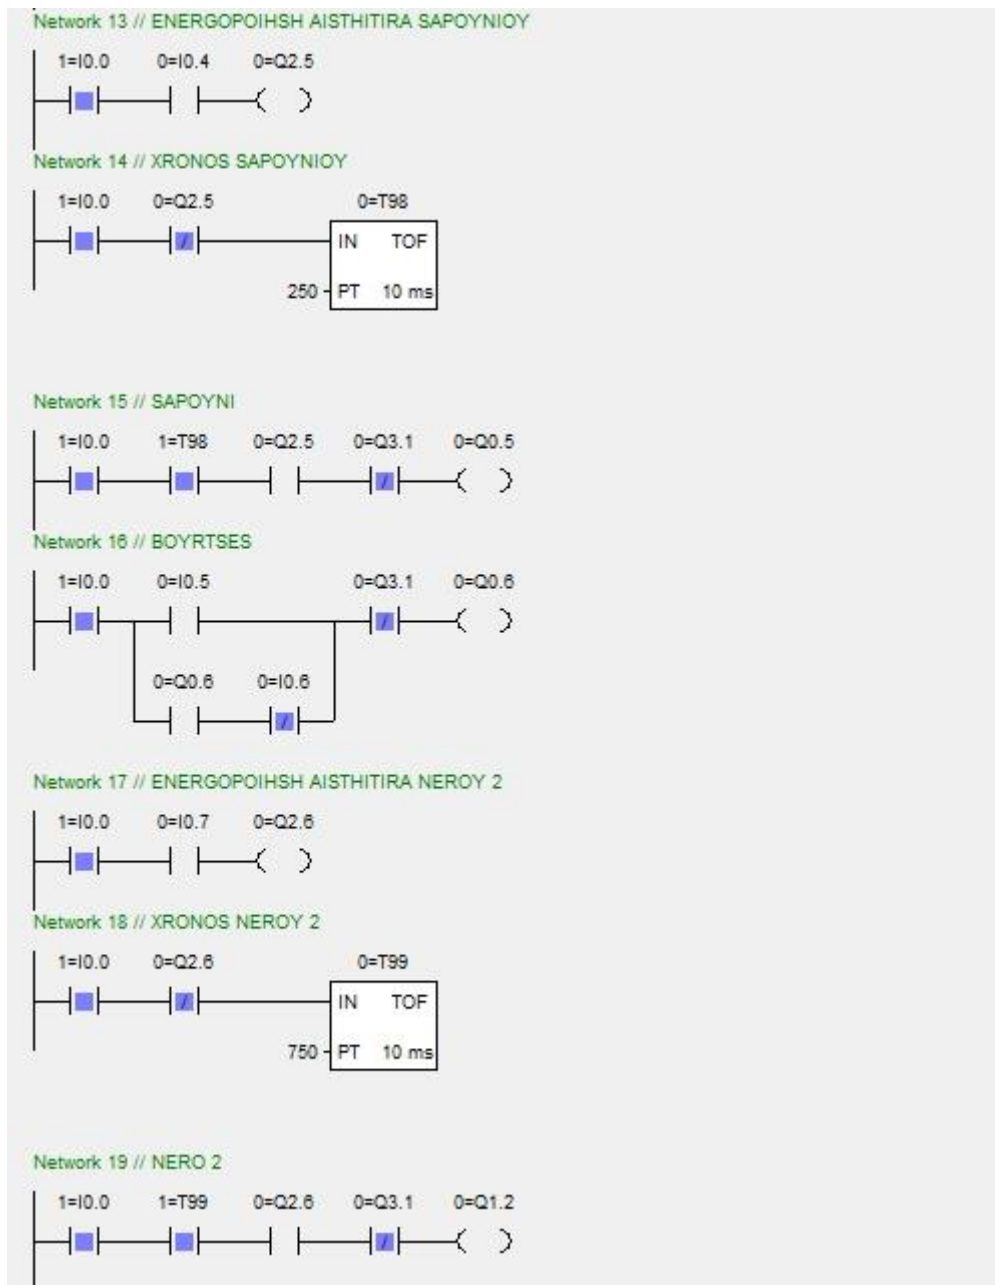 Network 13 // ENERGOPOIHSH AISTHITIRA SAPOYNIOY
1=I0.0 0=I0.4 0=Q2.5
Network 14 // XRONOS SAPOYNIOY
1=I0.0 0=Q2.5 0=T98
IN TOF
250 PT 10 ms
Network 15 // SAPOYNI
1=I0.0 1=T98 0=Q2.5 0=Q3.1 0=Q0.5
Network 16 // BOYRTSES
1=I0.0 0=I0.5 0=Q3.1 0=Q0.6
0=Q0.6 0=I0.6
Network 17 // ENERGOPOIHSH AISTHITIRA NEROY 2
1=I0.0 0=I0.7 0=Q2.6
Network 18 // XRONOS NEROY 2
1=I0.0 0=Q2.6 0=T99
IN TOF
750 PT 10 ms
Network 19 // NERO 2
1=I0.0 1=T99 0=Q2.6 0=Q3.1 0=Q1.2